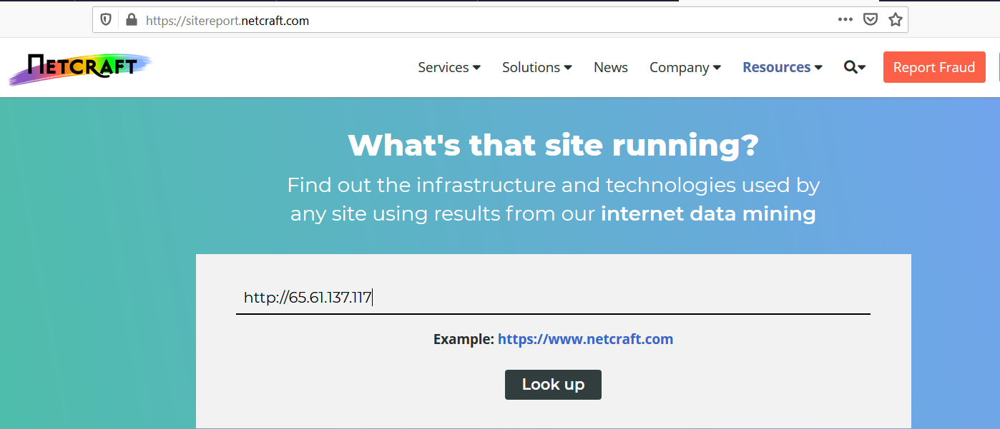 https://sitereport.netcraft.com
NETCRAFT
Services Solutions News Company Resources Report Fraud
What's that site running?
Find out the infrastructure and technologies used by
any site using results from our internet data mining
http://65.61.137.117
Example: https://www.netcraft.com
Look up